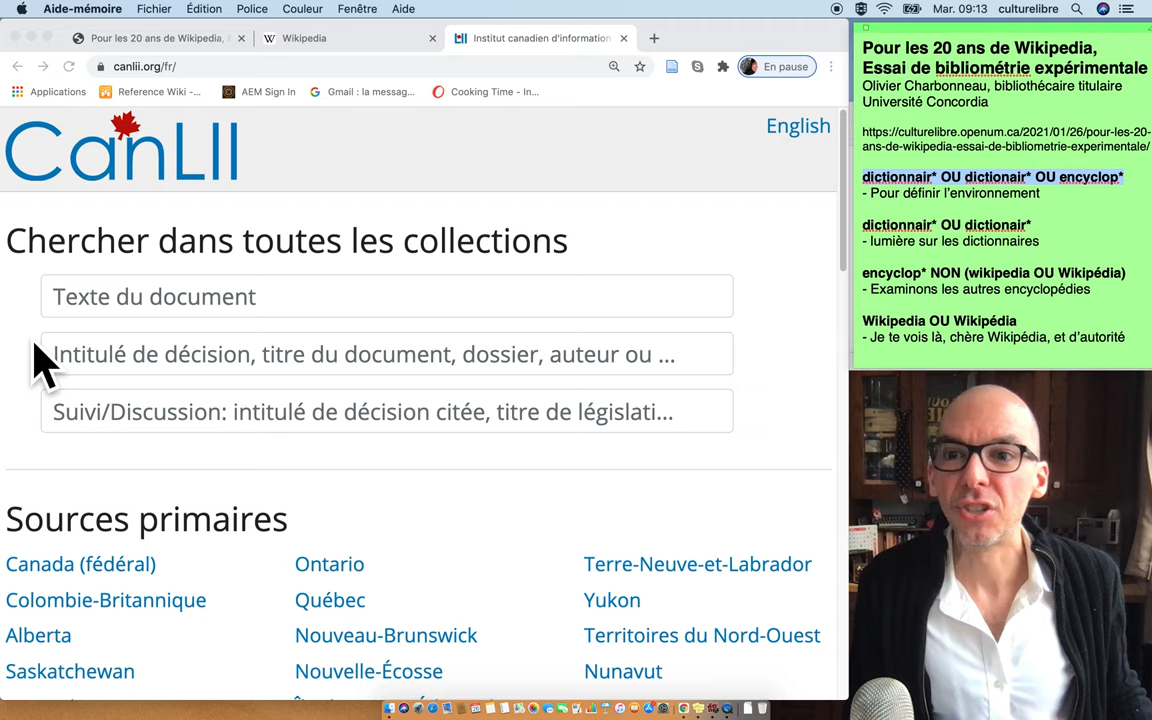 Aide-mémoire Fichier Édition Police Couleur Fenêtre Aide
Mar. 09:13 culturelibre
Pour les 20 ans de Wikipedia,
Wikipedia
Institut canadien d'information
canlii.org/fr/
En pause
Applications
Reference Wiki -...
AEM Sign In
Gmail : la messag...
Cooking Time - In...
CanLII
English
Chercher dans toutes les collections
Texte du document
Intitulé de décision, titre du document, dossier, auteur ou ...
Suivi/Discussion: intitulé de décision citée, titre de législati...
Sources primaires
Canada (fédéral) Ontario Terre-Neuve-et-Labrador
Colombie-Britannique Québec Yukon
Alberta Nouveau-Brunswick Territoires du Nord-Ouest
Saskatchewan Nouvelle-Écosse Nunavut
Pour les 20 ans de Wikipedia,
Essai de bibliométrie expérimentale
Olivier Charbonneau, bibliothécaire titulaire
Université Concordia
https://culturelibre.openum.ca/2021/01/26/pour-les-20-
ans-de-wikipedia-essai-de-bibliometrie-experimentale/
dictionnair* OU dictionair* OU encyclop*
- Pour définir l'environnement
dictionnair* OU dictionair*
- lumière sur les dictionnaires
encyclop* NON (wikipedia OU Wikipédia)
- Examinons les autres encyclopédies
Wikipedia OU Wikipédia
- Je te vois là, chère Wikipédia, et d'autorité